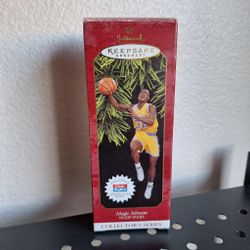 Hallmark
KEEPSAKE
ORNAMENT
Magic Johnson
HOOP STARS
COLLECTOR'S SERIES